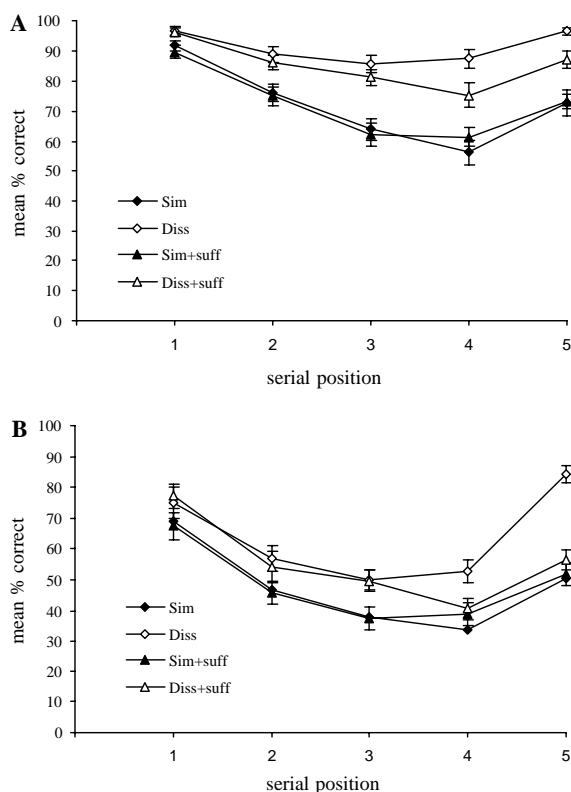 A
mean % correct
100
90
80
70
60
50
40
30
20
10
0
Sim
Diss
Sim+suff
Diss+suff
1 2 3 4 5
serial position
B
mean % correct
100
90
80
70
60
50
40
30
20
10
0
Sim
Diss
Sim+suff
Diss+suff
1 2 3 4 5
serial position